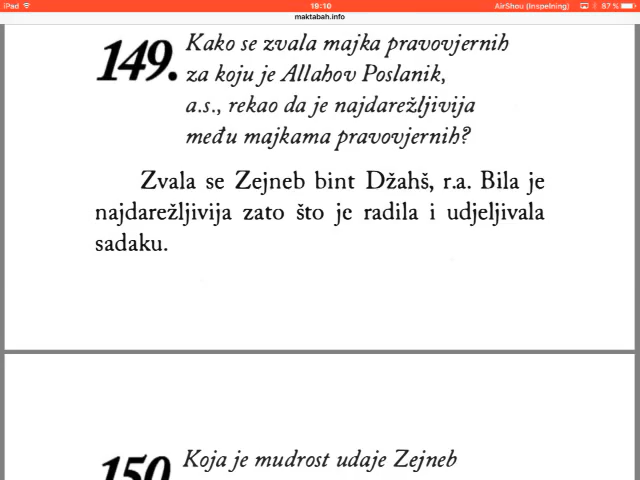 iPad 19:10 AirShou (Inspelning) 87 %
maktabah.info
149. Kako se zvala majka pravovjernih
za koju je Allahov Poslanik,
a.s., rekao da je najdarežljivija
među majkama pravovjernih?
Zvala se Zejneb bint Džahš, r.a. Bila je
najdarežljivija zato što je radila i udjeljivala
sadaku.
150 Koja je mudrost udaje Zejneb